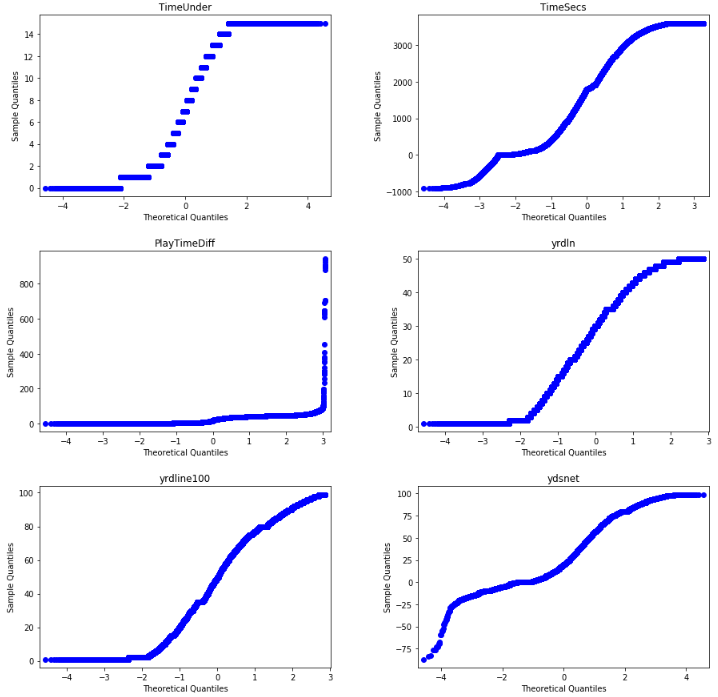 TimeUnder
Sample Quantiles
14
12
10
8
6
4
2
0
−4 −2 0 2 4
Theoretical Quantiles
TimeSecs
Sample Quantiles
3000
2000
1000
0
−1000
−4 −3 −2 −1 0 1 2 3
Theoretical Quantiles
PlayTimeDiff
Sample Quantiles
800
600
400
200
0
−4 −3 −2 −1 0 1 2 3
Theoretical Quantiles
yrdln
Sample Quantiles
50
40
30
20
10
0
−4 −3 −2 −1 0 1 2 3
Theoretical Quantiles
yrdline100
Sample Quantiles
100
80
60
40
20
0
−4 −3 −2 −1 0 1 2 3
Theoretical Quantiles
ydsnet
Sample Quantiles
100
75
50
25
0
−25
−50
−75
−4 −2 0 2 4
Theoretical Quantiles